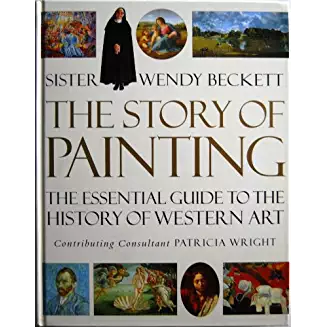 SISTER WENDY BECKETT
THE STORY OF
PAINTING
THE ESSENTIAL GUIDE TO THE
HISTORY OF WESTERN ART
Contributing Consultant PATRICIA WRIGHT